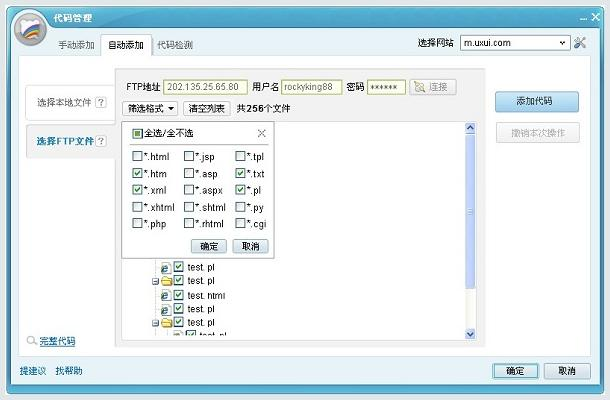 代码管理
手动添加 自动添加 代码检测 选择网站 m.uxui.com
选择本地文件 ?
选择FTP文件 ?
FTP地址 202.135.25.65.80 用户名 rockyking88 密码 ****** 连接
筛选格式 清空列表 共256个文件
添加代码
撤销本次操作
全选/全不选
*.html *.jsp *.tpl
*.htm *.asp *.txt
*.xml *.aspx *.pl
*.xhtml *.shtml *.py
*.php *.rhtml *.cgi
确定 取消
test. pl
test. pl
test. html
test. pl
test. pl
test. pl
完整代码
提建议 找帮助 确定 取消